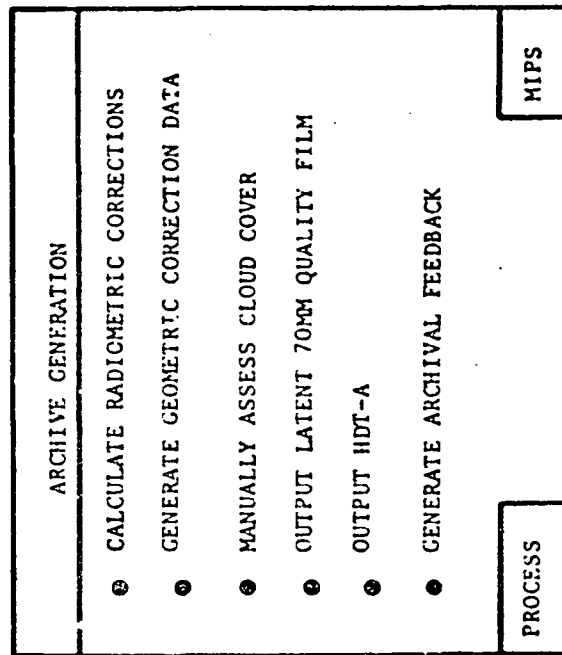 ARCHIVE GENERATION
● CALCULATE RADIOMETRIC CORRECTIONS
● GENERATE GEOMETRIC CORRECTION DATA
● MANUALLY ASSESS CLOUD COVER
● OUTPUT LATENT 70MM QUALITY FILM
● OUTPUT HDT-A
● GENERATE ARCHIVAL FEEDBACK
PROCESS
MIPS